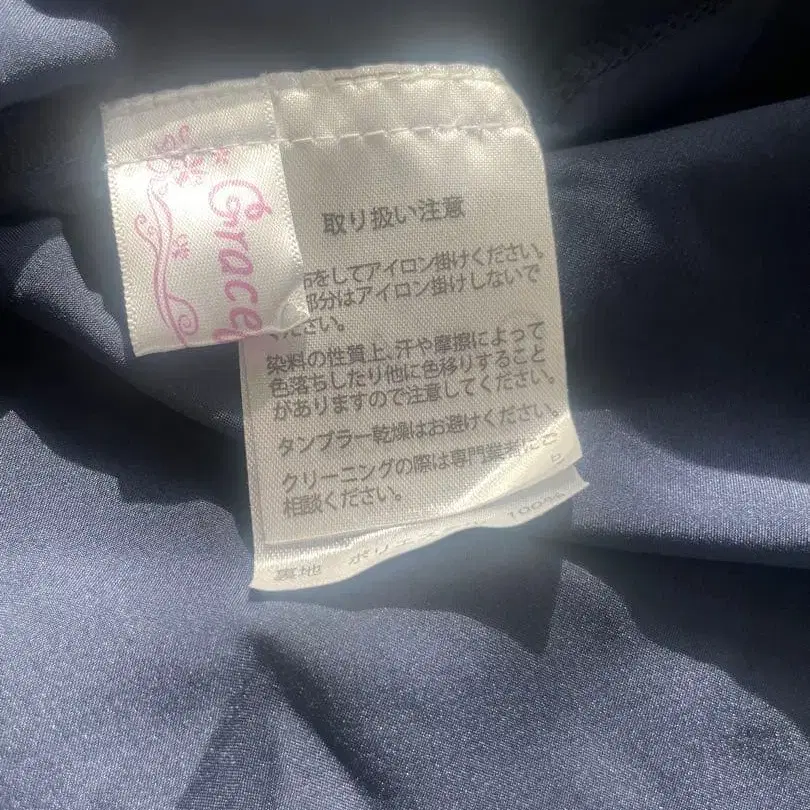 Grace
取り扱い注意
布をしてアイロン掛けください。
部分はアイロン掛けしないで
ください。
染料の性質上、汗や摩擦によって
色落ちしたり他に色移りすること
がありますので注意してください。
タンブラー乾燥はお避けください。
クリーニングの際は専門業者にご
相談ください。
裏地 ポリエス 100%